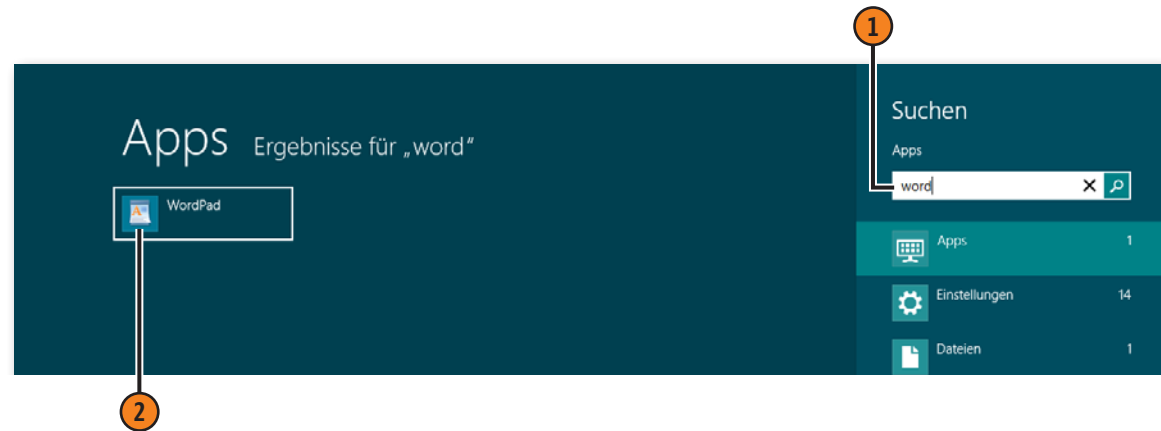 1
Suchen
Apps Ergebnisse für „word“
Apps
word
WordPad
Apps 1
Einstellungen 14
Dateien 1
2